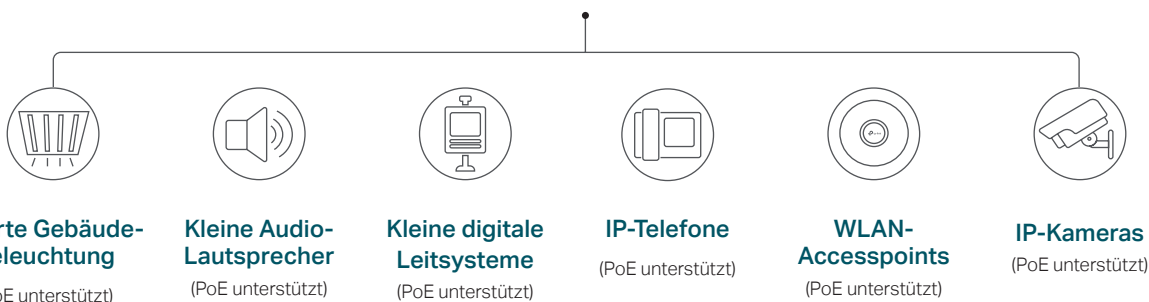 rte Gebäude-
eleuchtung
oE unterstützt)
Kleine Audio-
Lautsprecher
(PoE unterstützt)
Kleine digitale
Leitsysteme
(PoE unterstützt)
IP-Telefone
(PoE unterstützt)
WLAN-
Accesspoints
(PoE unterstützt)
IP-Kameras
(PoE unterstützt)